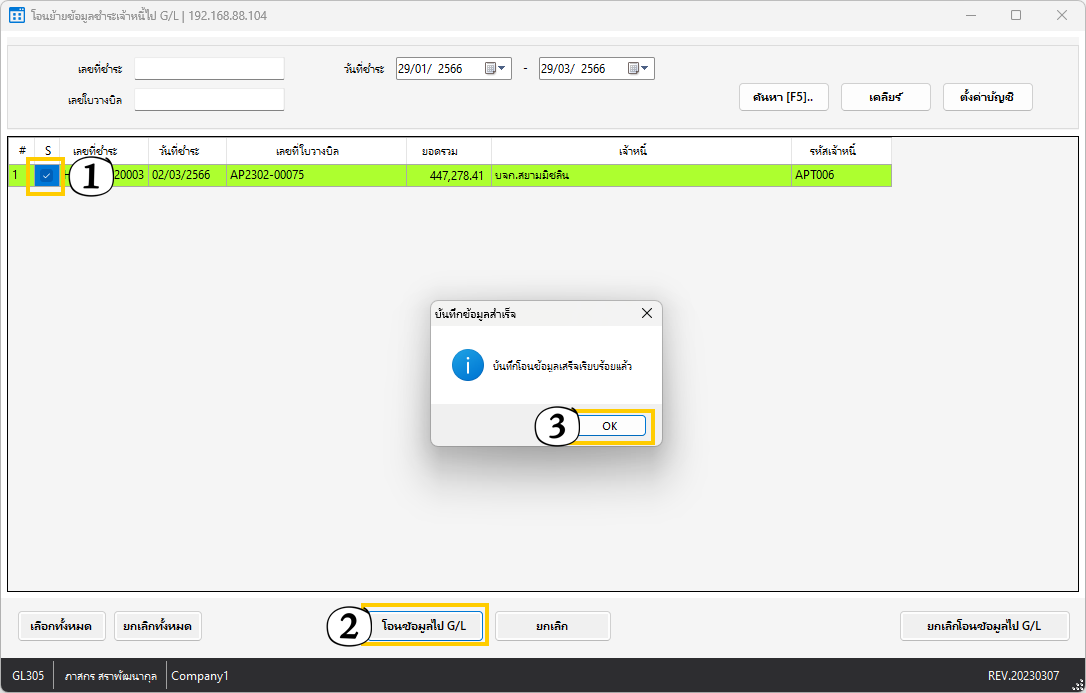 โอนย้ายข้อมูลชำระเจ้าหนี้ไป G/L | 192.168.88.104
เลขที่ชำระ วันที่ชำระ 29/01/ 2566 - 29/03/ 2566
เลขใบวางบิล ค้นหา [F5].. เคลียร์ ตั้งค่าบัญชี
# S เลขที่ชำระ วันที่ชำระ เลขที่ใบวางบิล ยอดรวม เจ้าหนี้ รหัสเจ้าหนี้
1 1 20003 02/03/2566 AP2302-00075 447,278.41 บจก.สยามมิชลิน APT006
บันทึกข้อมูลสำเร็จ
บันทึกโอนข้อมูลเสร็จเรียบร้อยแล้ว
3 OK
เลือกทั้งหมด ยกเลิกทั้งหมด 2 โอนข้อมูลไป G/L ยกเลิก ยกเลิกโอนข้อมูลไป G/L
GL305 ภาสกร สราพัฒนากุล Company1 REV.20230307